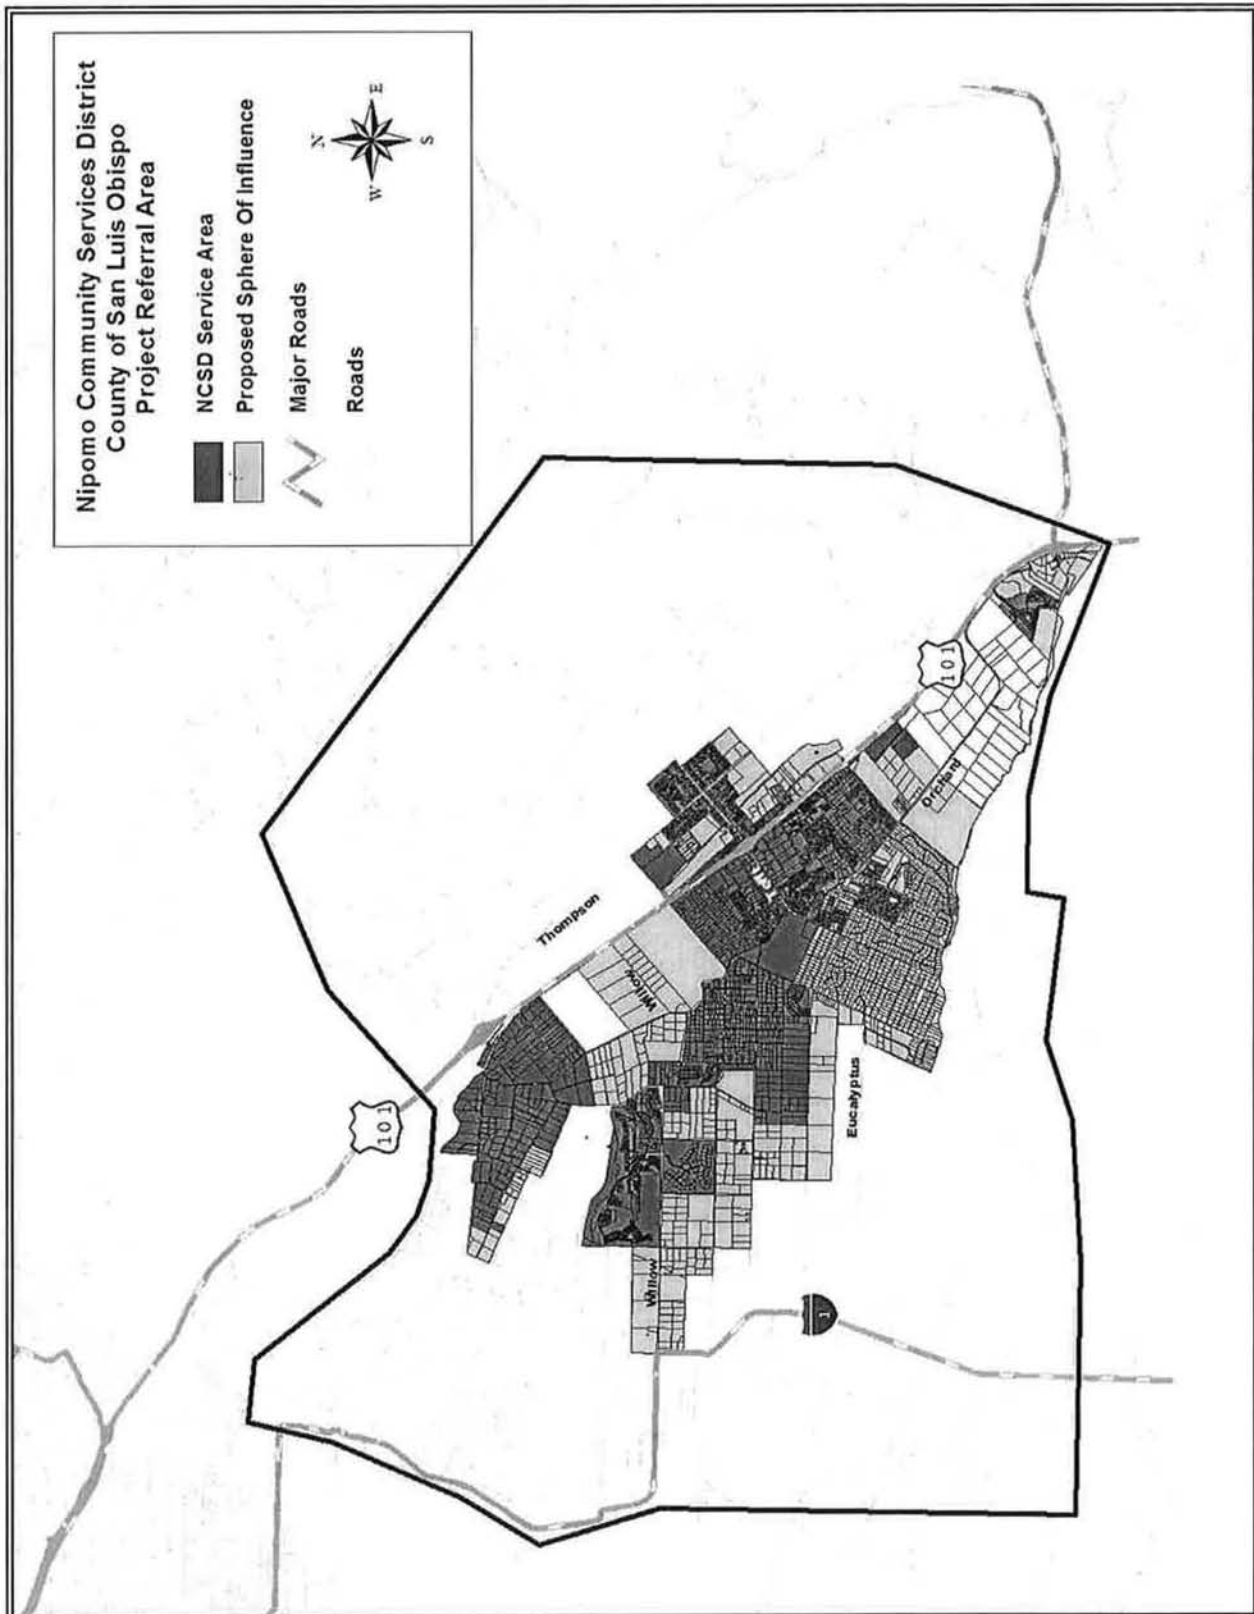 Nipomo Community Services District
County of San Luis Obispo
Project Referral Area
NCSD Service Area
Proposed Sphere Of Influence
Major Roads
Roads
N
E
S
W
101
101
1
Thompson
Willow
Willow
Eucalyptus
Orchard